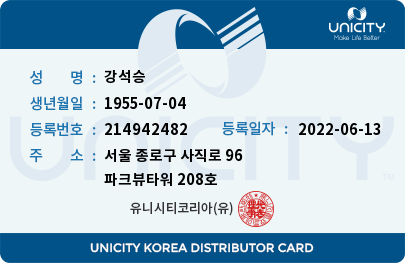 UNICITY
Make Life Better
성 명 : 강석승
생년월일 : 1955-07-04
등록번호 : 214942482 등록일자 : 2022-06-13
주 소 : 서울 종로구 사직로 96
파크뷰타워 208호
UNICITY
TM
유니시티코리아(유)
UNICITY KOREA DISTRIBUTOR CARD